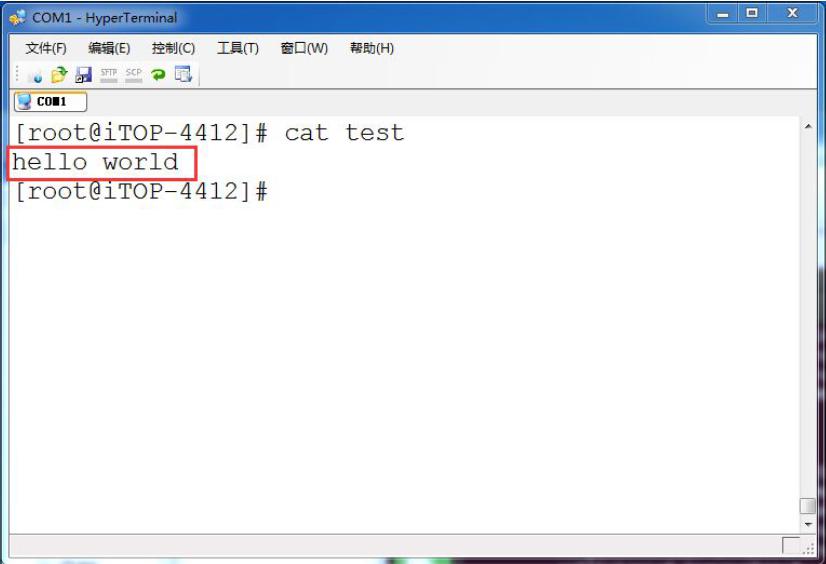 COM1 - HyperTerminal
文件(F) 编辑(E) 控制(C) 工具(T) 窗口(W) 帮助(H)
SFTP SCP
COM1
[root@iTOP-4412]# cat test
hello world
[root@iTOP-4412]#